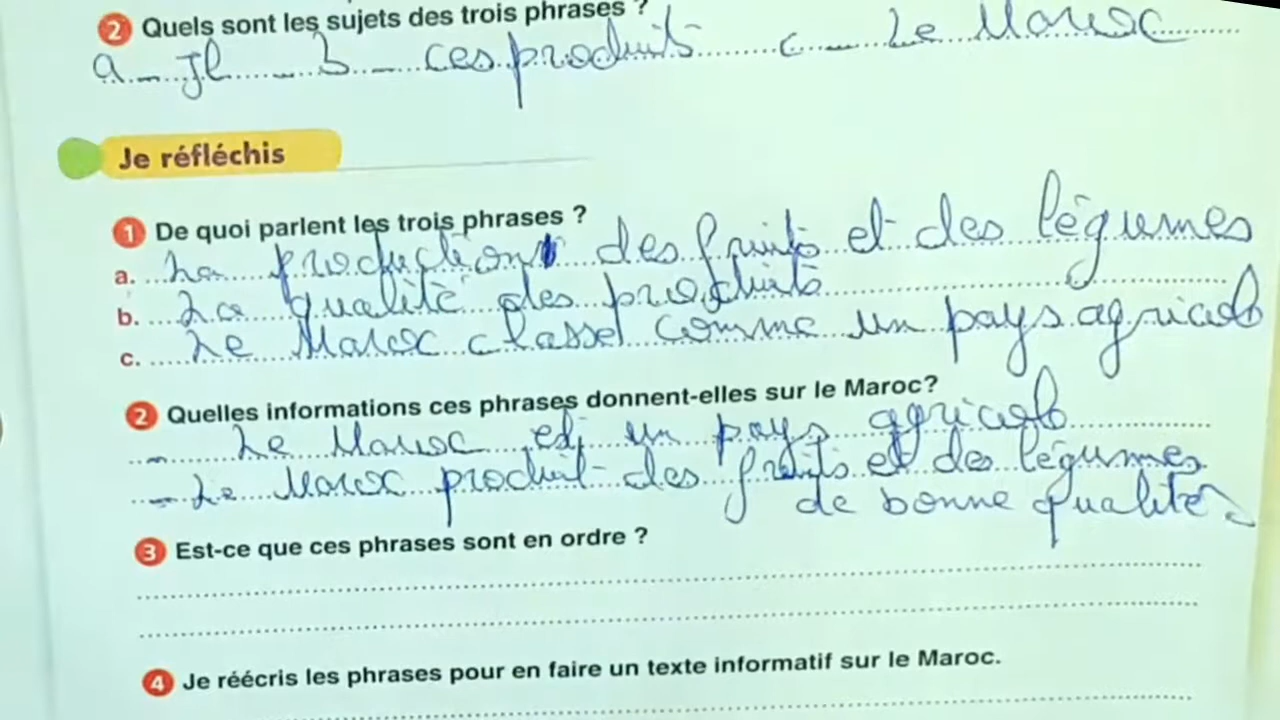 2 Quels sont les sujets des trois phrases ?
a - Il - b - ces produits c - Le Maroc
Je réfléchis
1 De quoi parlent les trois phrases ?
a. La production des fruits et des légumes
b. La qualité des produits
c. Le Maroc classel comme un pays agricol
2 Quelles informations ces phrases donnent-elles sur le Maroc?
- Le Maroc est un pays agricol
- Le Maroc produit des fruits et des légumes
de bonne qualité
3 Est-ce que ces phrases sont en ordre ?
4 Je réécris les phrases pour en faire un texte informatif sur le Maroc.